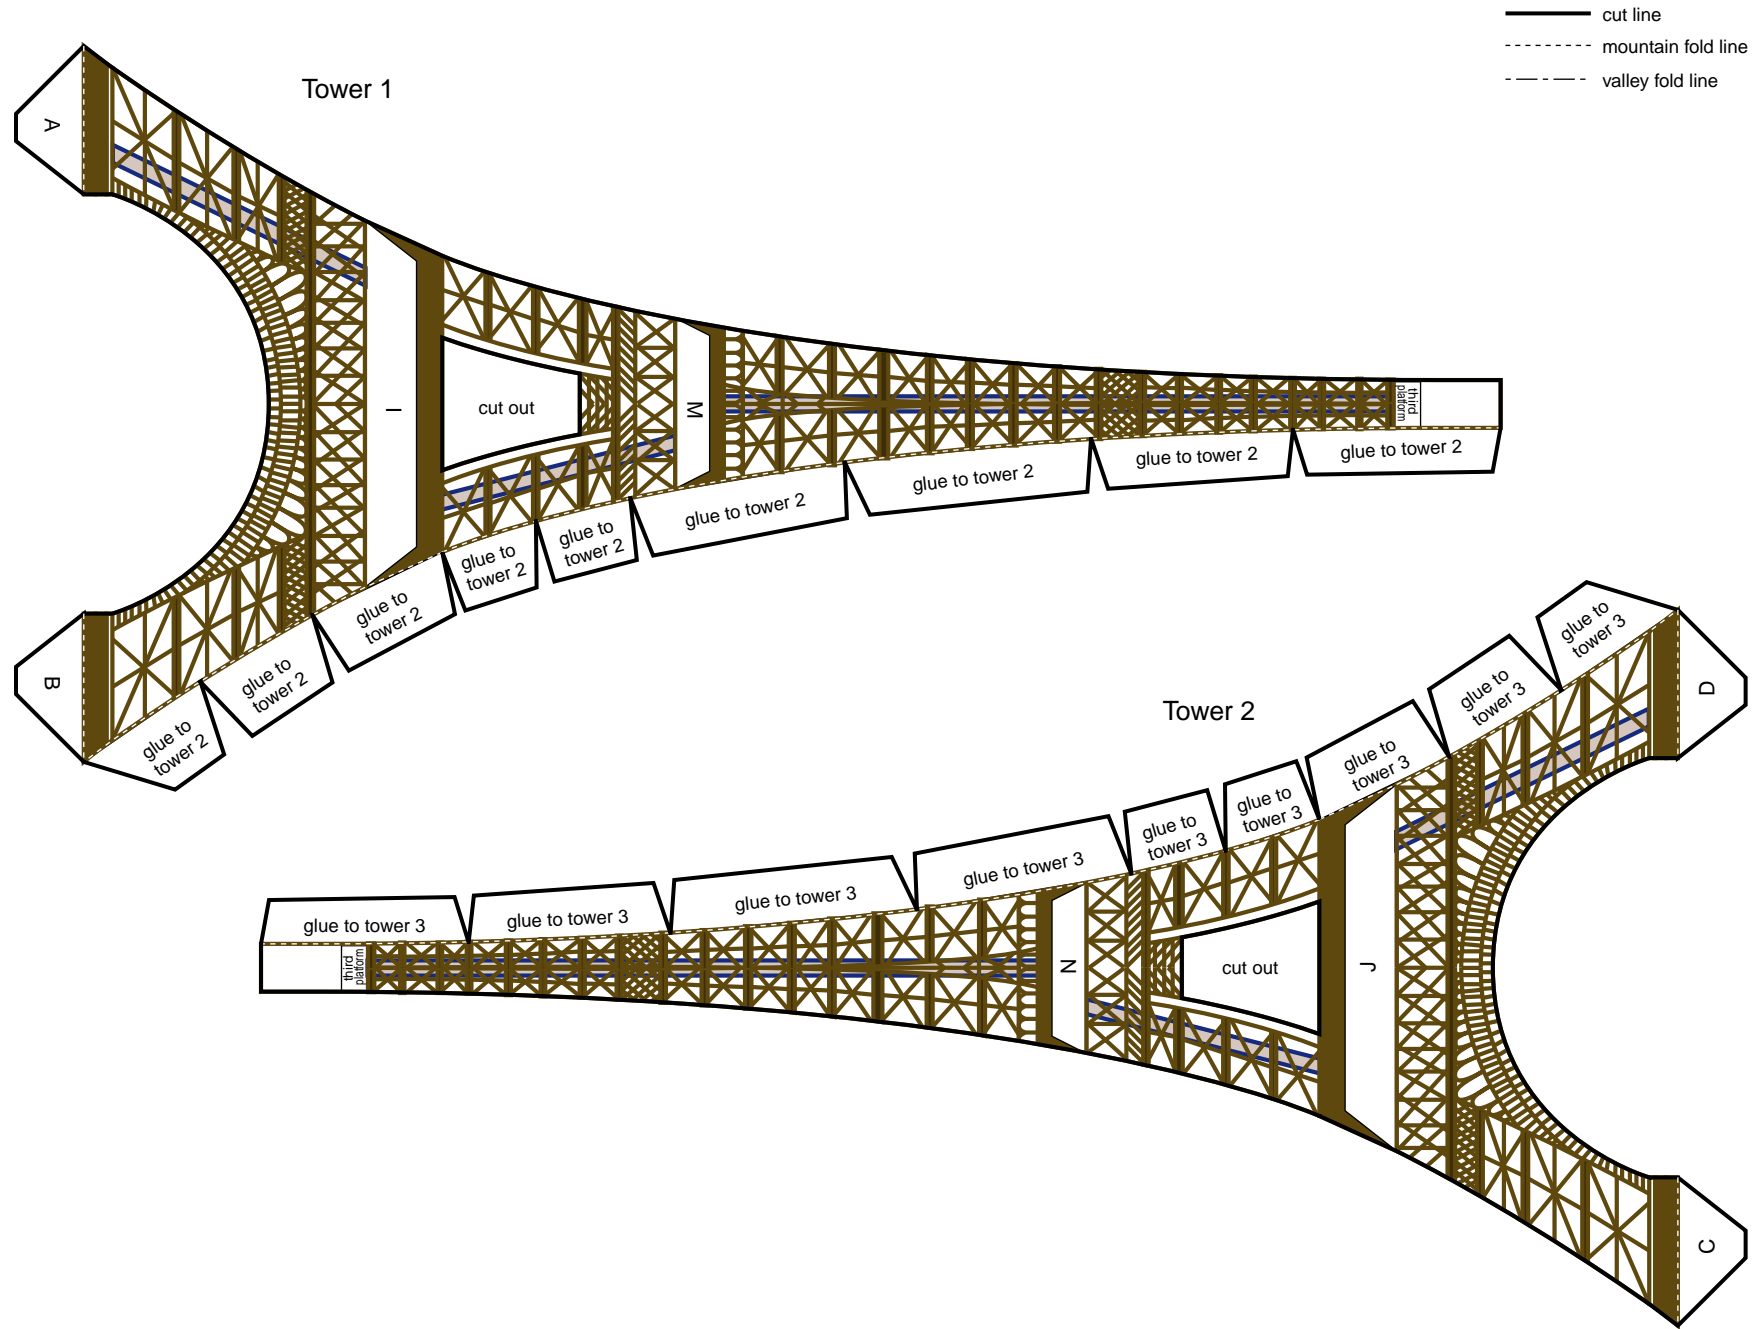 cut line
mountain fold line
valley fold line
Tower 1
A
I
cut out
M
third
platform
glue to tower 2
glue to tower 2
glue to tower 2
glue to tower 2
glue to
tower 2
glue to
tower 2
glue to
tower 2
glue to
tower 2
glue to
tower 2
B
Tower 2
glue to
tower 3
D
glue to
tower 3
glue to
tower 3
glue to
tower 3
glue to
tower 3
glue to tower 3
glue to tower 3
glue to tower 3
glue to tower 3
third
platform
N
cut out
J
C